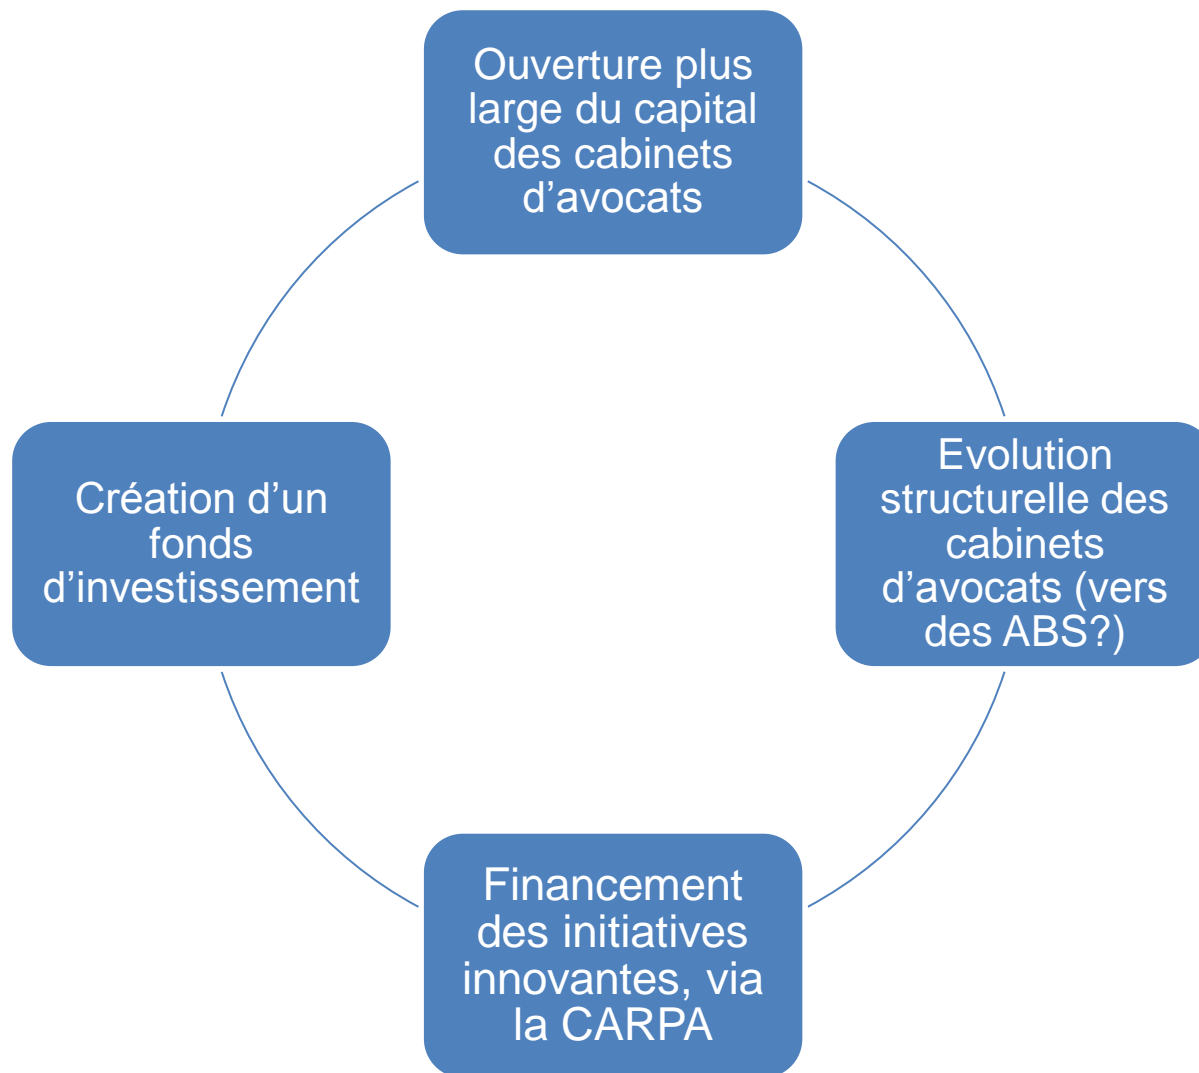 Ouverture plus
large du capital
des cabinets
d’avocats
Evolution
structurelle des
cabinets
d’avocats (vers
des ABS?)
Financement
des initiatives
innovantes, via
la CARPA
Création d’un
fonds
d’investissement